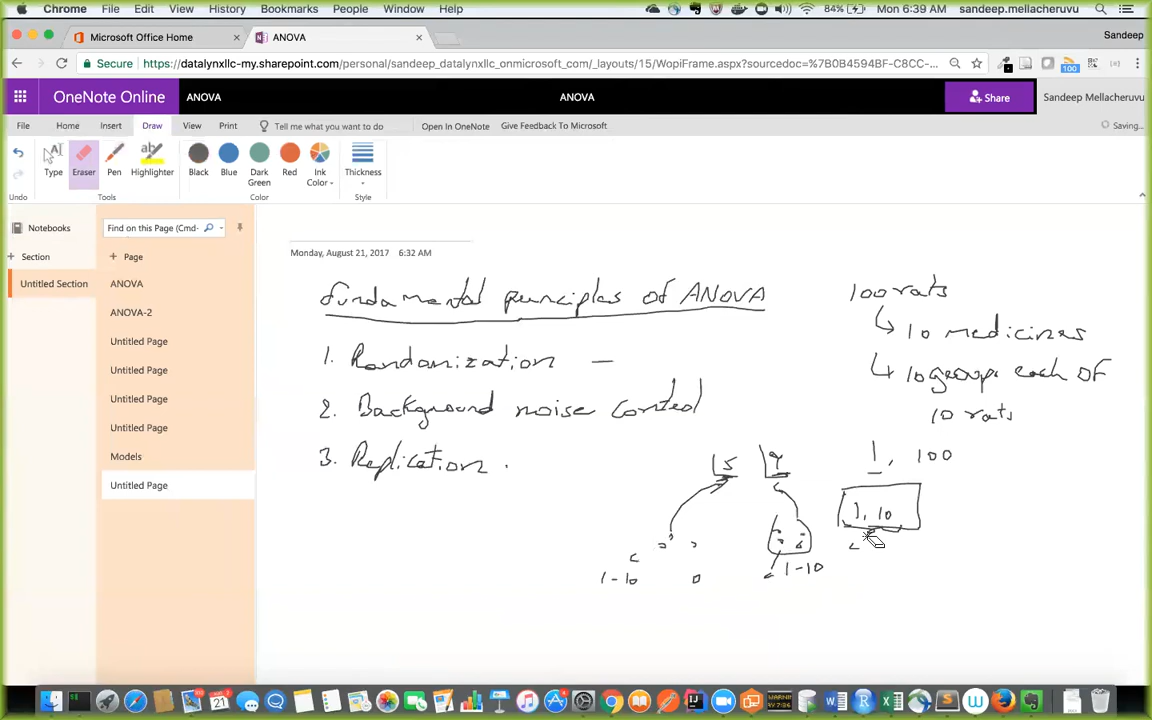 Chrome File Edit View History Bookmarks People Window Help 84% Mon 6:39 AM sandeep.mellacheruvu
Microsoft Office Home ANOVA Sandeep
Secure https://datalynxllc-my.sharepoint.com/personal/sandeep_datalynxllc_onmicrosoft.com/_layouts/15/WopiFrame.aspx?sourcedoc=%7B0B4594BF-C8CC-... 100
OneNote Online ANOVA ANOVA Share Sandeep Mellacheruvu
File Home Insert Draw View Print Tell me what you want to do Open In OneNote Give Feedback To Microsoft Saving...
Type Eraser Pen Highlighter Black Blue Dark Green Red Ink Color Thickness
Undo Tools Color Style
Notebooks
Find on this Page (Cmd-
+ Section
+ Page
Untitled Section
ANOVA
ANOVA-2
Untitled Page
Untitled Page
Untitled Page
Untitled Page
Models
Untitled Page
Monday, August 21, 2017 6:32 AM
fundamental principles of ANOVA
1. Randomization —
2. Background noise control
3. Replication .
100 rats
↳ 10 medicines
↳ 10 groups each of
10 rats
1, 100
1, 10
1-10
1-10